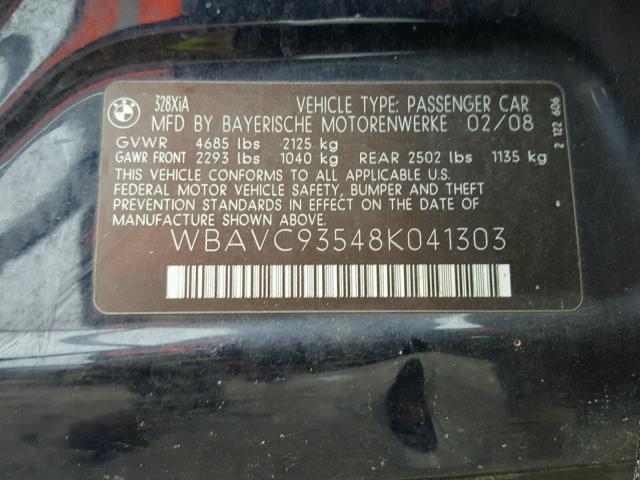 BMW
328XiA VEHICLE TYPE: PASSENGER CAR
MFD BY BAYERISCHE MOTORENWERKE 02/08
GVWR 4685 lbs 2125 kg
GAWR FRONT 2293 lbs 1040 kg REAR 2502 lbs 1135 kg
THIS VEHICLE CONFORMS TO ALL APPLICABLE U.S.
FEDERAL MOTOR VEHICLE SAFETY, BUMPER AND THEFT
PREVENTION STANDARDS IN EFFECT ON THE DATE OF
MANUFACTURE SHOWN ABOVE.
WBAVC93548K041303
2 122 606